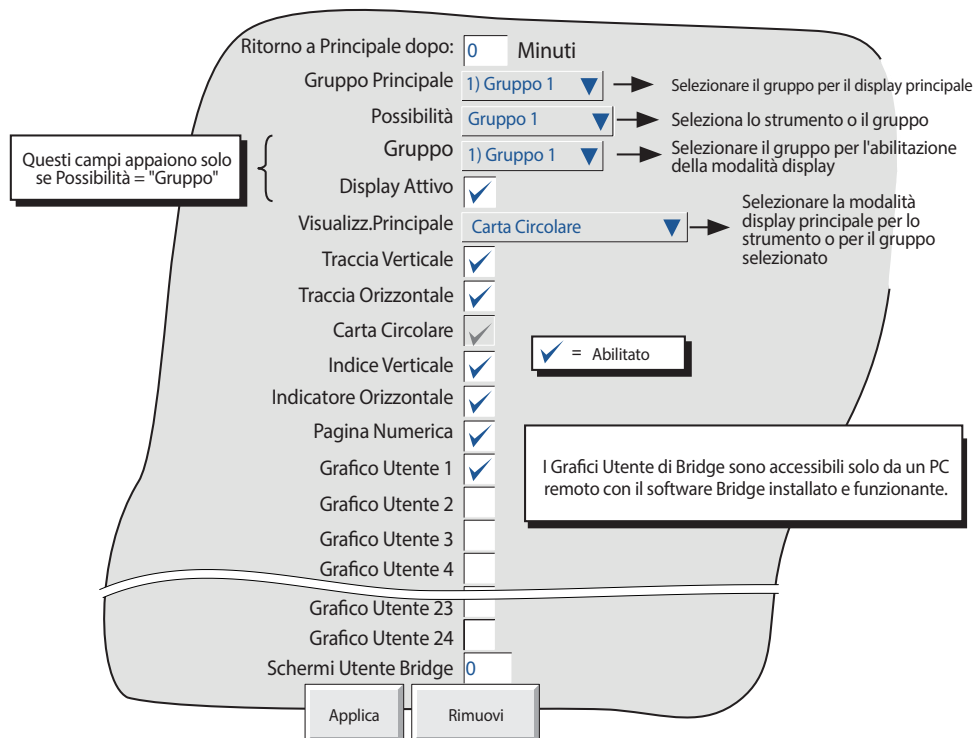 Ritorno a Principale dopo: 0 Minuti
Gruppo Principale 1) Gruppo 1 Selezionare il gruppo per il display principale
Possibilità Gruppo 1 Seleziona lo strumento o il gruppo
Questi campi appaiono solo
se Possibilità = "Gruppo"
Gruppo 1) Gruppo 1 Selezionare il gruppo per l'abilitazione
della modalità display
Display Attivo
Visualizz.Principale Carta Circolare
Selezionare la modalità
display principale per lo
strumento o per il gruppo
selezionato
Traccia Verticale
Traccia Orizzontale
Carta Circolare
= Abilitato
Indice Verticale
Indicatore Orizzontale
Pagina Numerica
Grafico Utente 1
I Grafici Utente di Bridge sono accessibili solo da un PC
remoto con il software Bridge installato e funzionante.
Grafico Utente 2
Grafico Utente 3
Grafico Utente 4
Grafico Utente 23
Grafico Utente 24
Schermi Utente Bridge 0
Applica Rimuovi